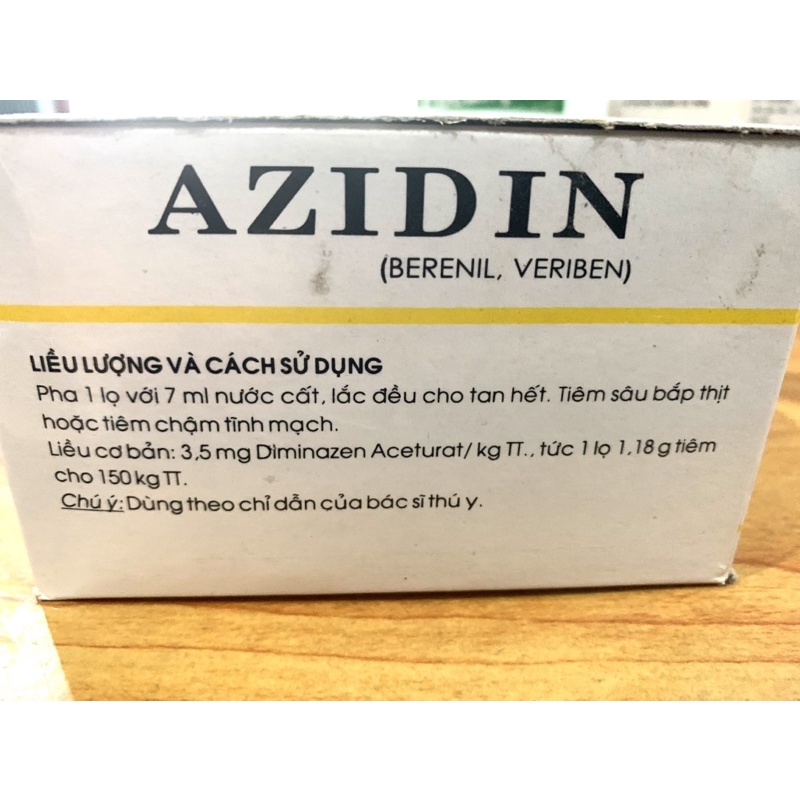 AZIDIN
(BERENIL, VERIBEN)
LIỀU LƯỢNG VÀ CÁCH SỬ DỤNG
Pha 1 lọ với 7 ml nước cất, lắc đều cho tan hết. Tiêm sâu bắp thịt
hoặc tiêm chậm tĩnh mạch.
Liều cơ bản: 3,5 mg Diminazen Aceturat/ kg TT., tức 1 lọ 1,18 g tiêm
cho 150 kg TT.
Chú ý: Dùng theo chỉ dẫn của bác sĩ thú y.